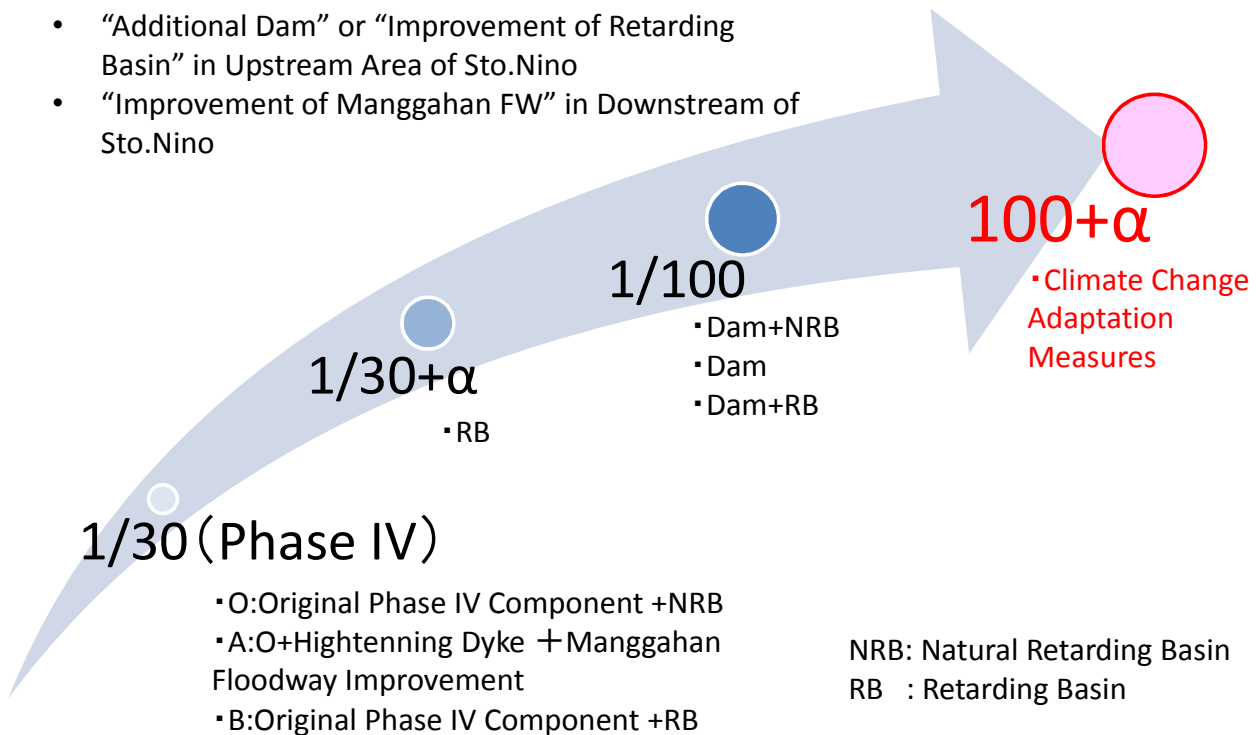 • “Additional Dam” or “Improvement of Retarding
Basin” in Upstream Area of Sto.Nino
• “Improvement of Manggahan FW” in Downstream of
Sto.Nino
100+α
・Climate Change
Adaptation
Measures
1/100
・Dam+NRB
・Dam
・Dam+RB
1/30+α
・RB
1/30（Phase IV）
・O:Original Phase IV Component +NRB
・A:O+Hightenning Dyke ＋Manggahan
Floodway Improvement
・B:Original Phase IV Component +RB
NRB: Natural Retarding Basin
RB : Retarding Basin